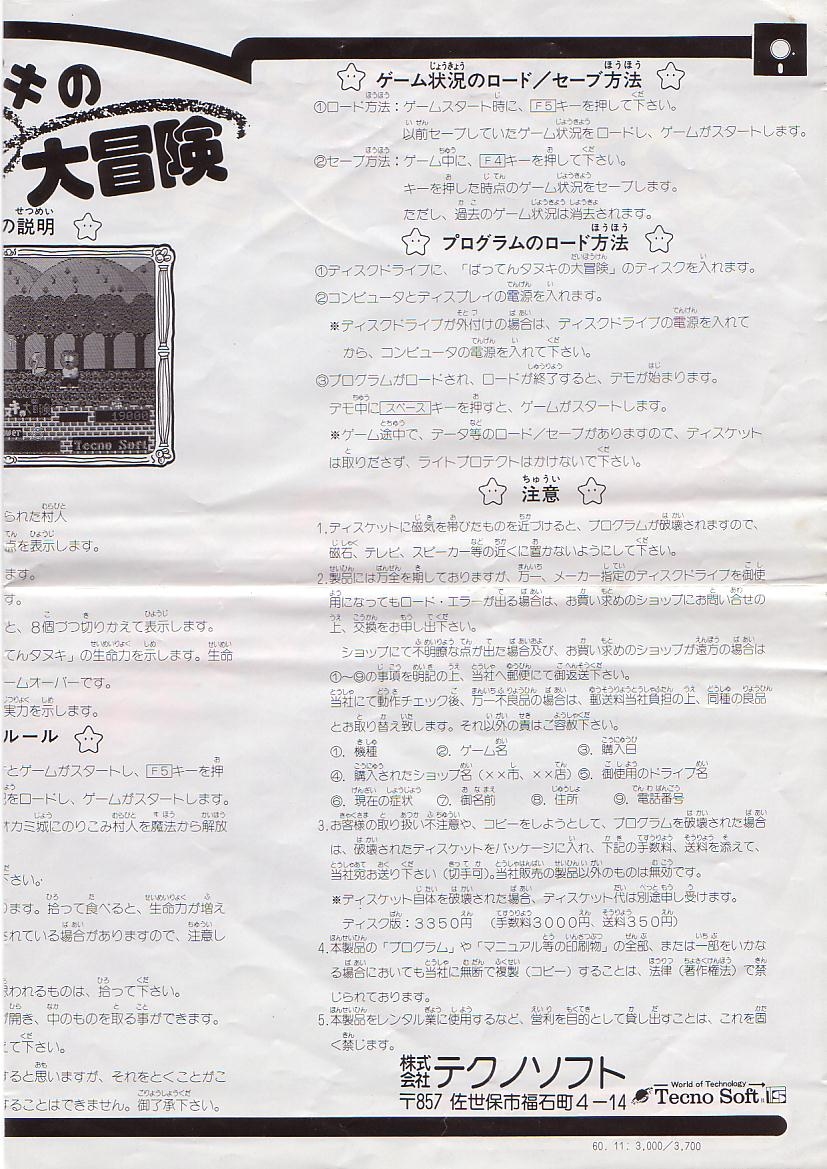 キの
大冒険
の説明
19000
Tecno Soft
られた村人
点を表示します。
ます。
す。
と、8個づつ切りかえて表示します。
てんタヌキ」の生命力を示します。生命
ームオーバーです。
実力を示します。
ルール
とゲームがスタートし、F5キーを押
をロードし、ゲームがスタートします。
オカミ城にのりこみ村人を魔法から解放
さい。
ます。拾って食べると、生命力が増え
されている場合がありますので、注意し
思われるものは、拾って下さい。
が開き、中のものを取る事ができます。
えて下さい。
すると思いますが、それをとくことがこ
することはできません。御了承下さい。
ゲーム状況のロード／セーブ方法
①ロード方法：ゲームスタート時に、F5キーを押して下さい。
以前セーブしていたゲーム状況をロードし、ゲームがスタートします。
②セーブ方法：ゲーム中に、F4キーを押して下さい。
キーを押した時点のゲーム状況をセーブします。
ただし、過去のゲーム状況は消去されます。
プログラムのロード方法
①ディスクドライブに、「ばってんタヌキの大冒険」のディスクを入れます。
②コンピュータとディスプレイの電源を入れます。
※ディスクドライブが外付けの場合は、ディスクドライブの電源を入れて
から、コンピュータの電源を入れて下さい。
③プログラムがロードされ、ロードが終了すると、デモが始まります。
デモ中にスペースキーを押すと、ゲームがスタートします。
※ゲーム途中で、データ等のロード／セーブがありますので、ディスケット
は取りださず、ライトプロテクトはかけないで下さい。
注意
1.ディスケットに磁気を帯びたものを近づけると、プログラムが破壊されますので、
磁石、テレビ、スピーカー等の近くに置かないようにして下さい。
2.製品には万全を期しておりますが、万一、メーカー指定のディスクドライブを御使
用になってもロード・エラーが出る場合は、お買い求めのショップにお問い合せの
上、交換をお申し出下さい。
ショップにて不明瞭な点が出た場合及び、お買い求めのショップが遠方の場合は
①～⑨の事項を明記の上、当社へ郵便にて御返送下さい。
当社にて動作チェック後、万一不良品の場合は、郵送料当社負担の上、同種の良品
とお取り替え致します。それ以外の責はご容赦下さい。
①．機種　②．ゲーム名　③．購入日
④．購入されたショップ名（××市、××店）⑤．御使用のドライブ名
⑥．現在の症状　⑦．御名前　⑧．住所　⑨．電話番号
3.お客様の取り扱い不注意や、コピーをしようとして、プログラムを破壊された場合
は、破壊されたディスケットをパッケージに入れ、下記の手数料、送料を添えて、
当社宛お送り下さい（切手可）。当社販売の製品以外のものは無効です。
※ディスケット自体を破壊された場合、ディスケット代は別途申し受けます。
ディスク版：3350円　（手数料3000円、送料350円）
4.本製品の「プログラム」や「マニュアル等の印刷物」の全部、または一部をいかな
る場合においても当社に無断で複製（コピー）することは、法律（著作権法）で禁
じられております。
5.本製品をレンタル業に使用するなど、営利を目的として貸し出すことは、これを固
く禁じます。
株式会社テクノソフト
〒857 佐世保市福石町4－14
World of Technology
Tecno Soft
60. 11: 3,000／3,700